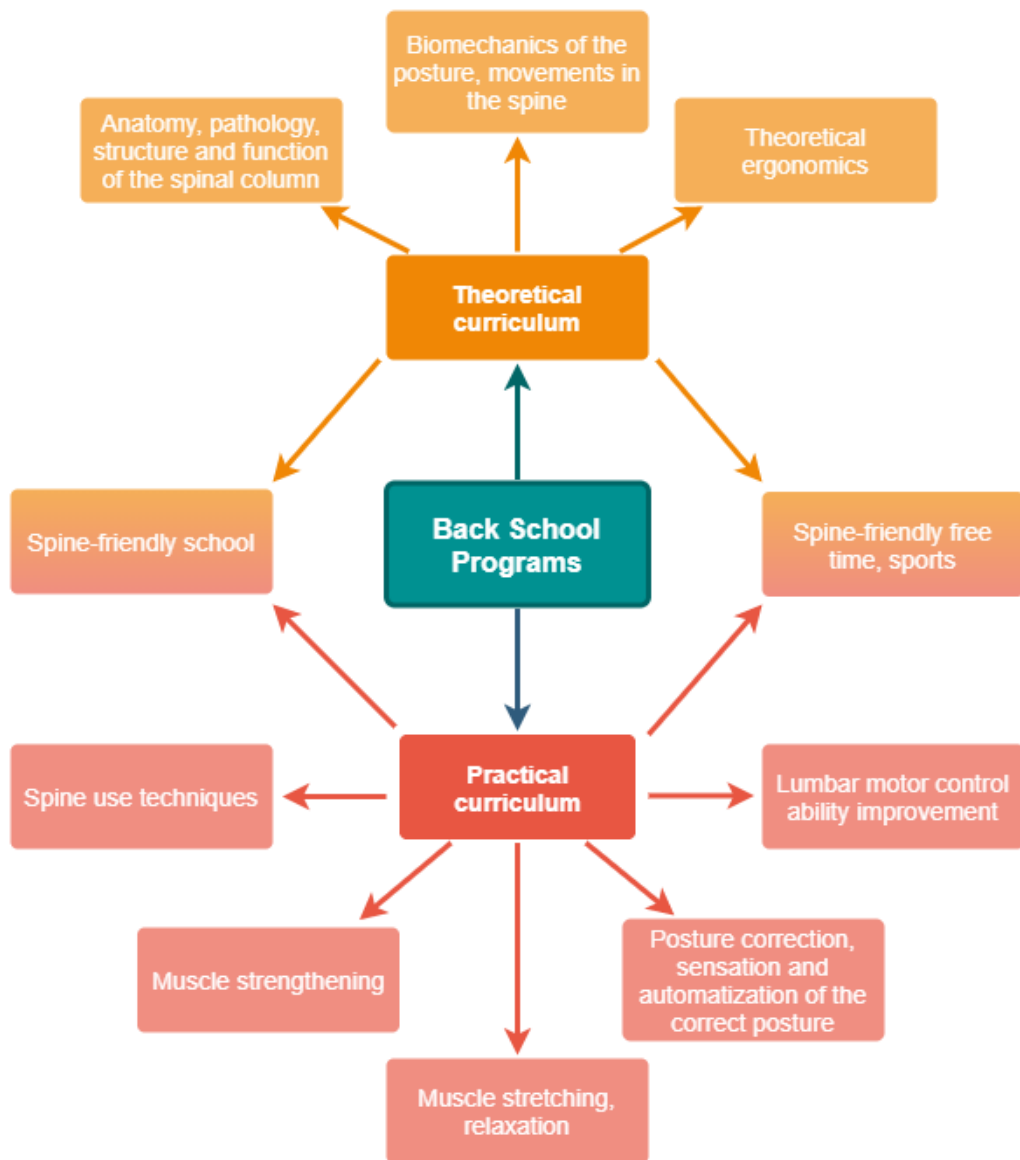 Biomechanics of the
posture, movements in
the spine
Anatomy, pathology,
structure and function
of the spinal column
Theoretical
ergonomics
Theoretical
curriculum
Spine-friendly school
Back School
Programs
Spine-friendly free
time, sports
Practical
curriculum
Spine use techniques
Lumbar motor control
ability improvement
Muscle strengthening
Posture correction,
sensation and
automatization of the
correct posture
Muscle stretching,
relaxation